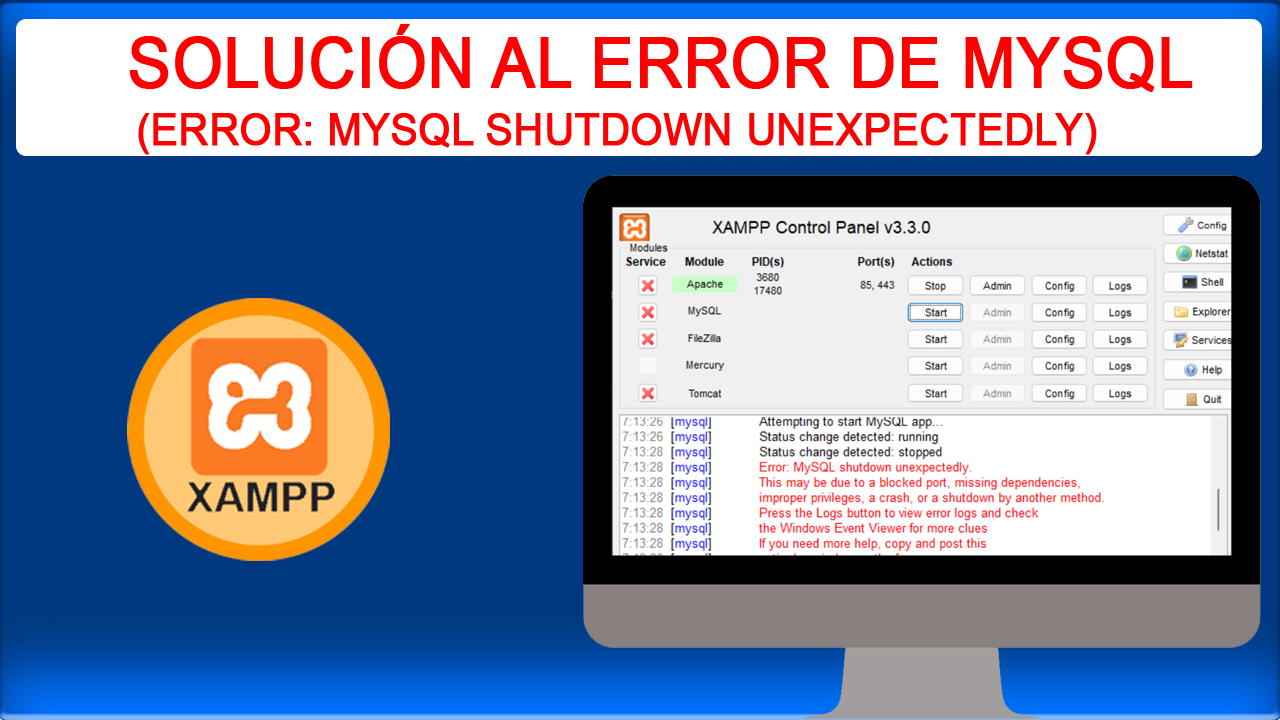 SOLUCIÓN AL ERROR DE MYSQL
(ERROR: MYSQL SHUTDOWN UNEXPECTEDLY)
XAMPP
XAMPP Control Panel v3.3.0
Config
Modules
Service Module PID(s) Port(s) Actions
Netstat
Apache 3680 17480 85, 443 Stop Admin Config Logs
Shell
MySQL Start Admin Config Logs
Explorer
FileZilla Start Admin Config Logs
Services
Mercury Start Admin Config Logs
Help
Tomcat Start Admin Config Logs
Quit
7:13:26 [mysql] Attempting to start MySQL app...
7:13:26 [mysql] Status change detected: running
7:13:28 [mysql] Status change detected: stopped
7:13:28 [mysql] Error: MySQL shutdown unexpectedly.
7:13:28 [mysql] This may be due to a blocked port, missing dependencies,
7:13:28 [mysql] improper privileges, a crash, or a shutdown by another method.
7:13:28 [mysql] Press the Logs button to view error logs and check
7:13:28 [mysql] the Windows Event Viewer for more clues
7:13:28 [mysql] If you need more help, copy and post this